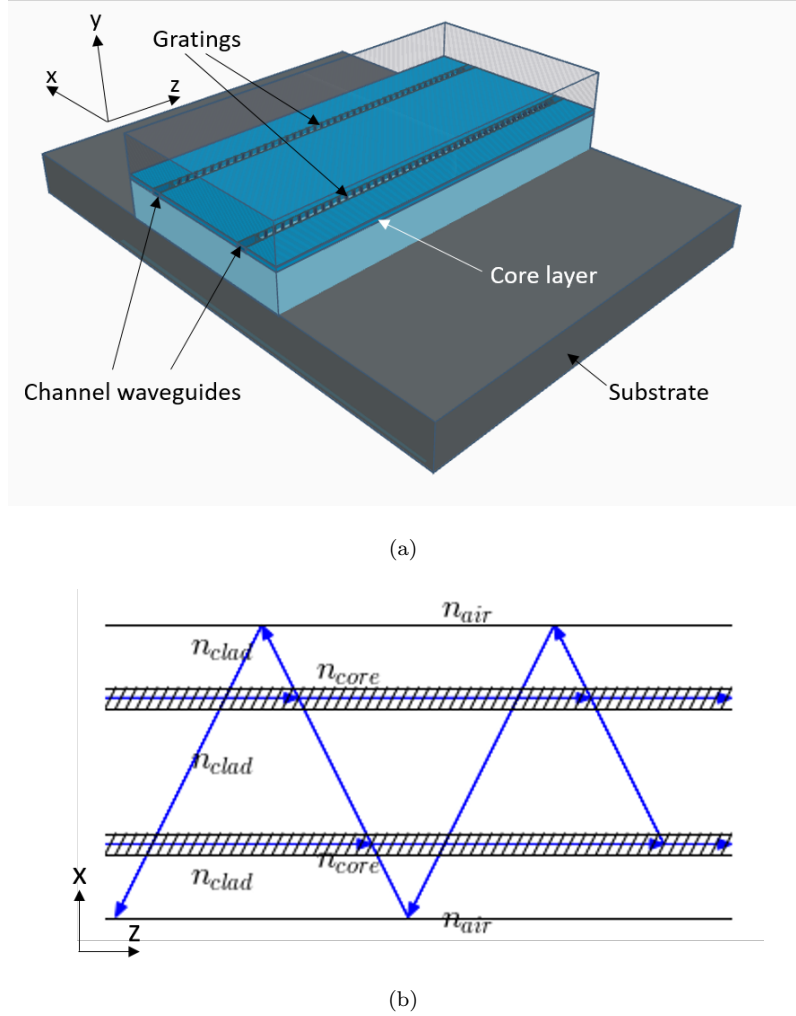 y
Gratings
x
z
Core layer
Channel waveguides
Substrate
(a)
n_air
n_clad
n_core
n_clad
n_core
n_clad
x
n_air
z
(b)